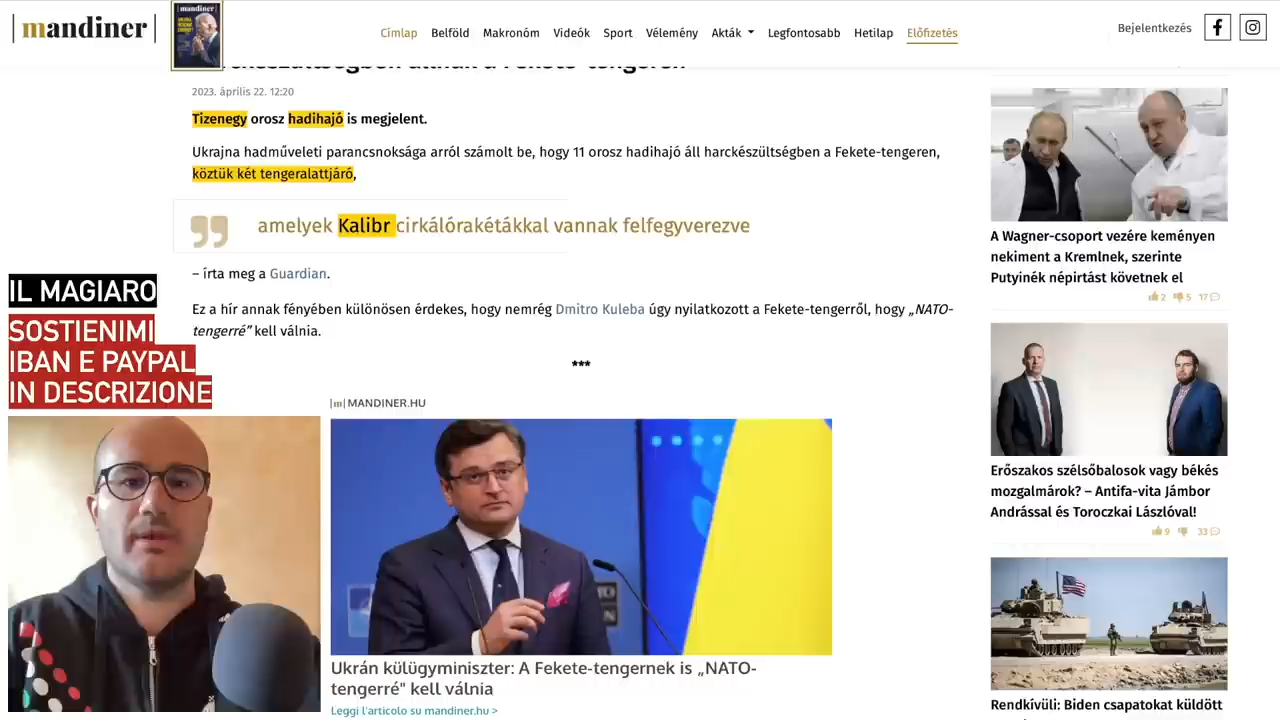 |mandiner|
|mandiner|
Címlap Belföld Makronóm Videók Sport Vélemény Akták Legfontosabb Hetilap Előfizetés
Bejelentkezés
2023. április 22. 12:20
Tizenegy orosz hadihajó is megjelent.
Ukrajna hadműveleti parancsnoksága arról számolt be, hogy 11 orosz hadihajó áll harckészültségben a Fekete-tengeren,
köztük két tengeralattjáró,
amelyek Kalibr cirkálórakétákkal vannak felfegyverezve
– írta meg a Guardian.
Ez a hír annak fényében különösen érdekes, hogy nemrég Dmitro Kuleba úgy nyilatkozott a Fekete-tengerről, hogy „NATO-
tengerré” kell válnia.
***
|m| MANDINER.HU
Ukrán külügyminiszter: A Fekete-tengernek is „NATO-
tengerré" kell válnia
Leggi l'articolo su mandiner.hu >
IL MAGIARO
SOSTIENIMI
IBAN E PAYPAL
IN DESCRIZIONE
A Wagner-csoport vezére keményen
nekiment a Kremlnek, szerinte
Putyinék népirtást követnek el
2 5 17
Erőszakos szélsőbalosok vagy békés
mozgalmárok? – Antifa-vita Jámbor
Andrással és Toroczkai Lászlóval!
9 33
Rendkívüli: Biden csapatokat küldött